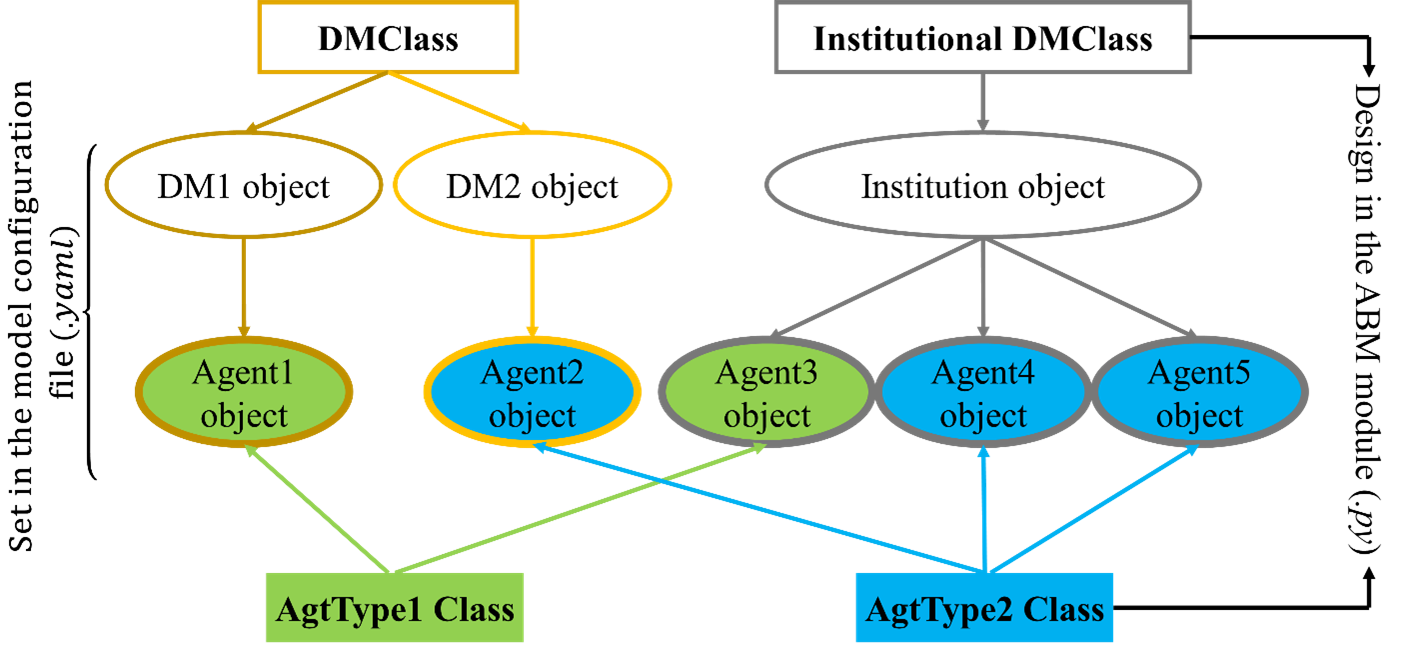 DMClass
Institutional DMClass
Set in the model configuration
file (.yaml)
DM1 object
DM2 object
Institution object
Design in the ABM module (.py)
Agent1
object
Agent2
object
Agent3
object
Agent4
object
Agent5
object
AgtType1 Class
AgtType2 Class